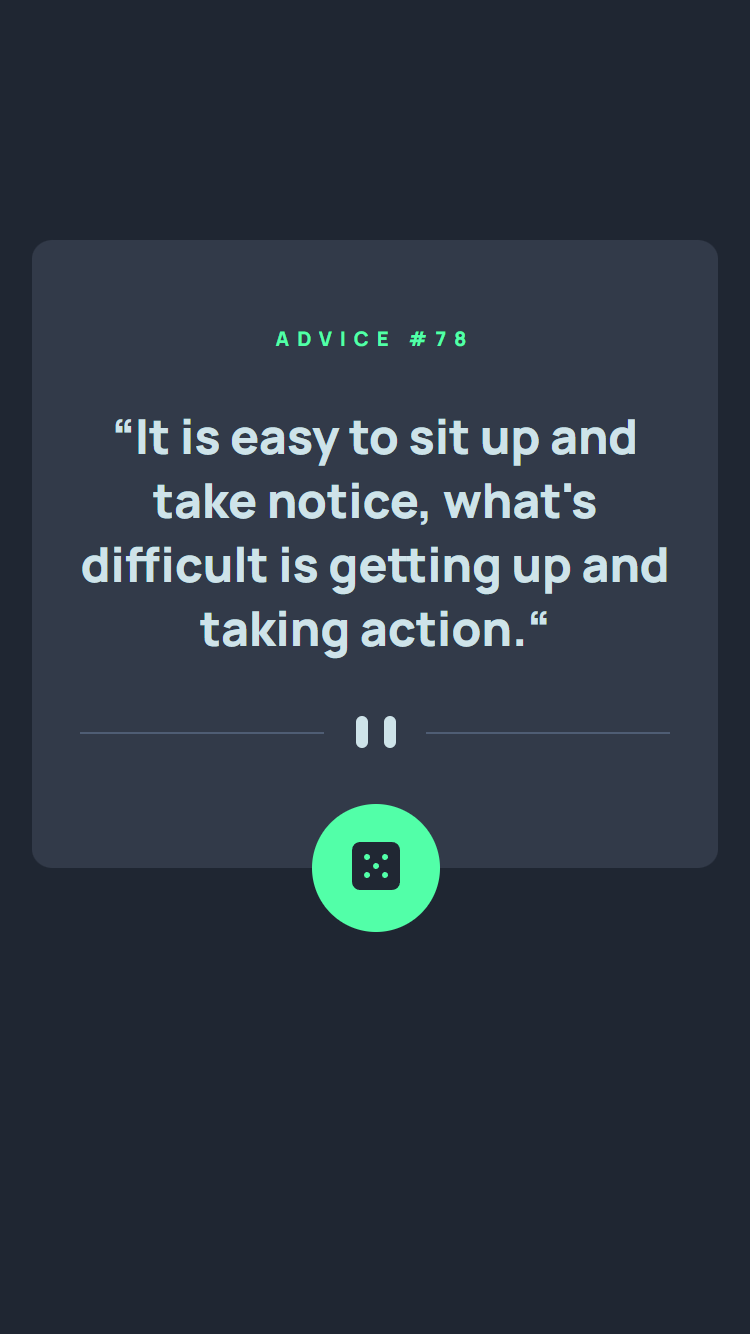 ADVICE #78
“It is easy to sit up and
take notice, what's
difficult is getting up and
taking action.“